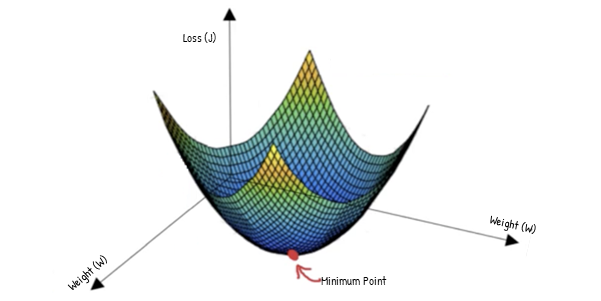 Loss (J)
Weight (W)
Weight (W)
Minimum Point